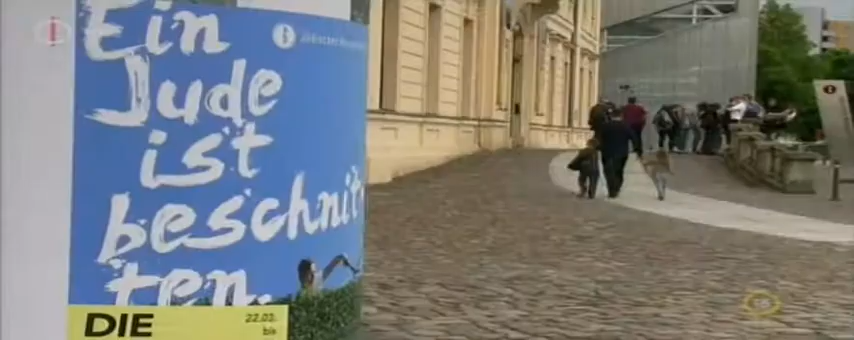 Ein
Jude
ist
beschnit
ten.
DIE
22.03.
bis